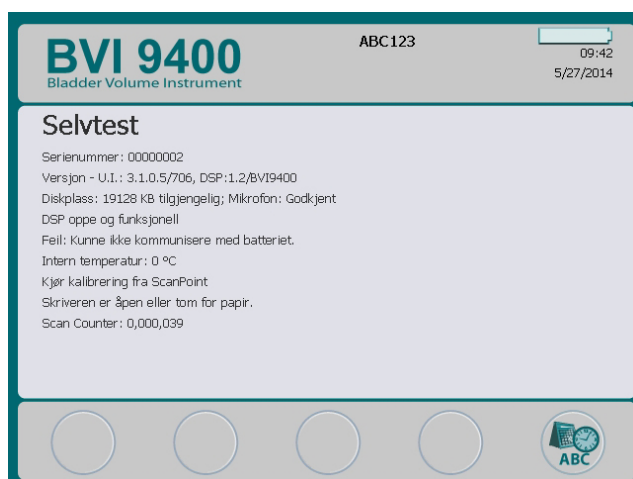 BVI 9400
Bladder Volume Instrument
ABC123
09:42
5/27/2014
Selvtest
Serienummer: 00000002
Versjon - U.I.: 3.1.0.5/706, DSP:1.2/BVI9400
Diskplass: 19128 KB tilgjengelig; Mikrofon: Godkjent
DSP oppe og funksjonell
Feil: Kunne ikke kommunisere med batteriet.
Intern temperatur: 0 ºC
Kjør kalibrering fra ScanPoint
Skriveren er åpen eller tom for papir.
Scan Counter: 0,000,039
ABC